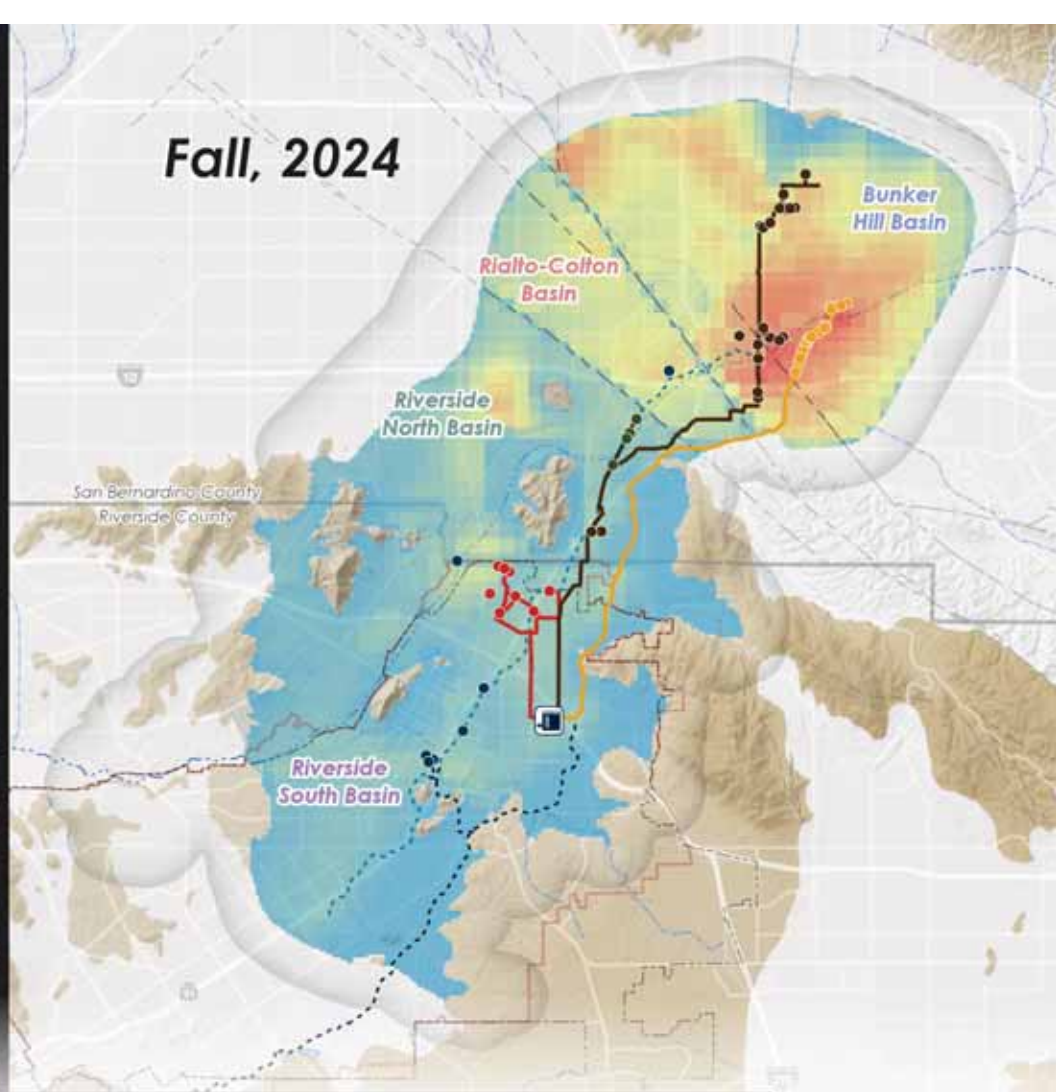 Fall, 2024
Bunker
Hill Basin
Rialto-Colton
Basin
Riverside
North Basin
San Bernardino County
Riverside County
Riverside
South Basin